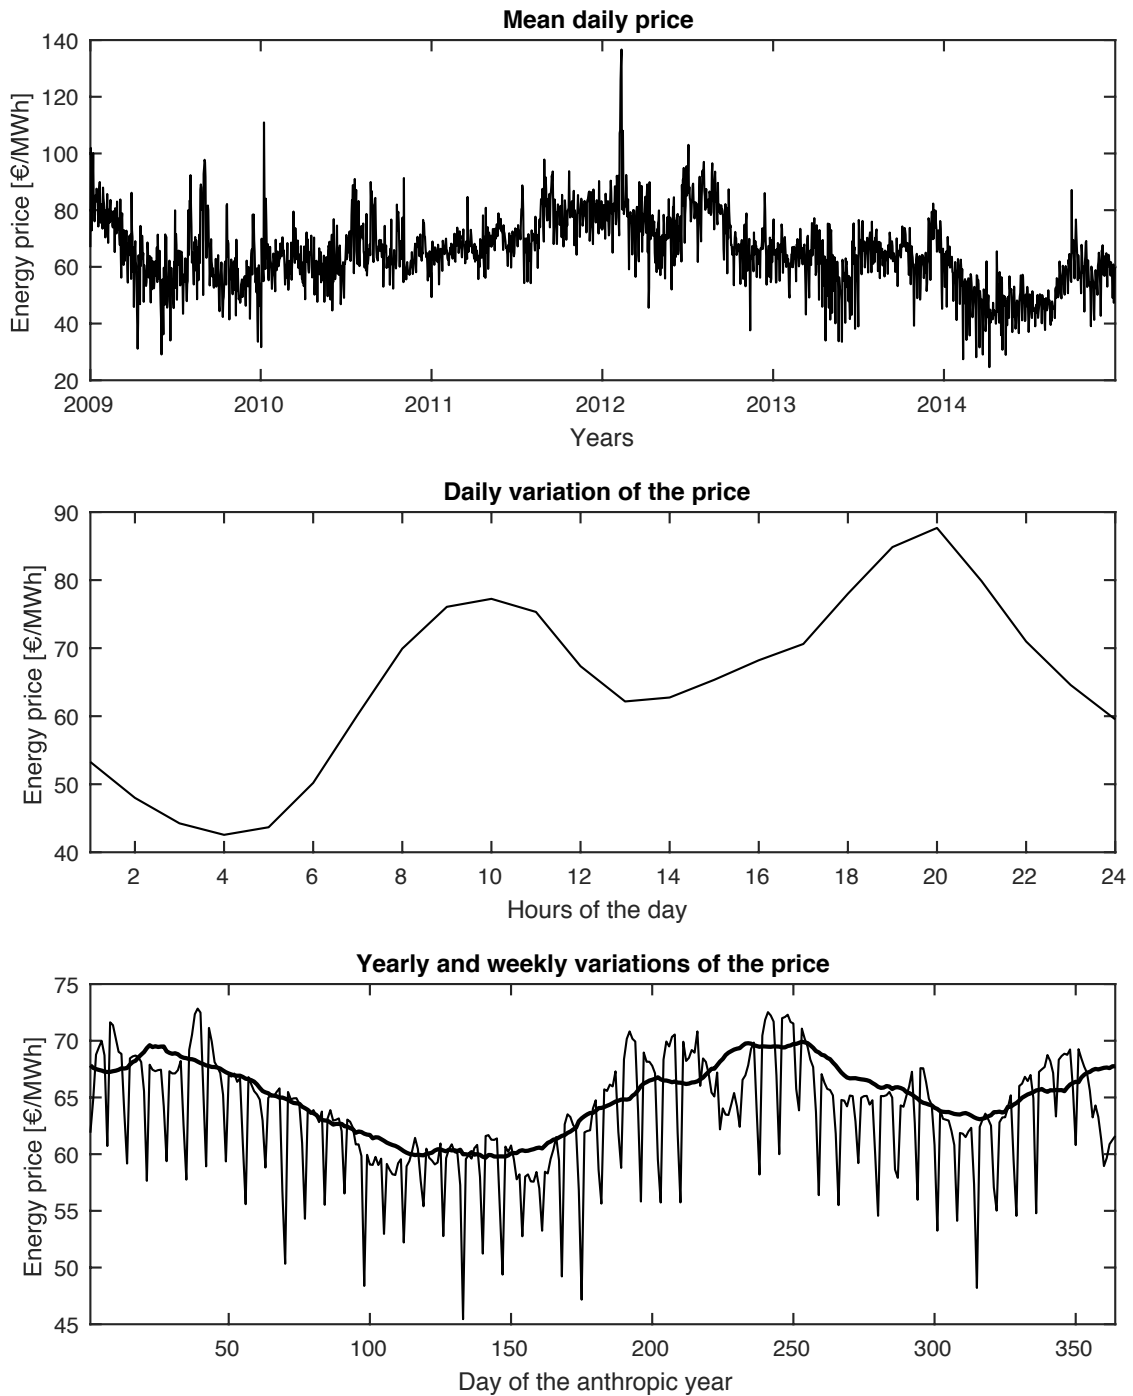 Mean daily price
140
120
100
80
60
40
20
Energy price [€/MWh]
2009 2010 2011 2012 2013 2014
Years
Daily variation of the price
90
80
70
60
50
40
Energy price [€/MWh]
2 4 6 8 10 12 14 16 18 20 22 24
Hours of the day
Yearly and weekly variations of the price
75
70
65
60
55
50
45
Energy price [€/MWh]
50 100 150 200 250 300 350
Day of the anthropic year